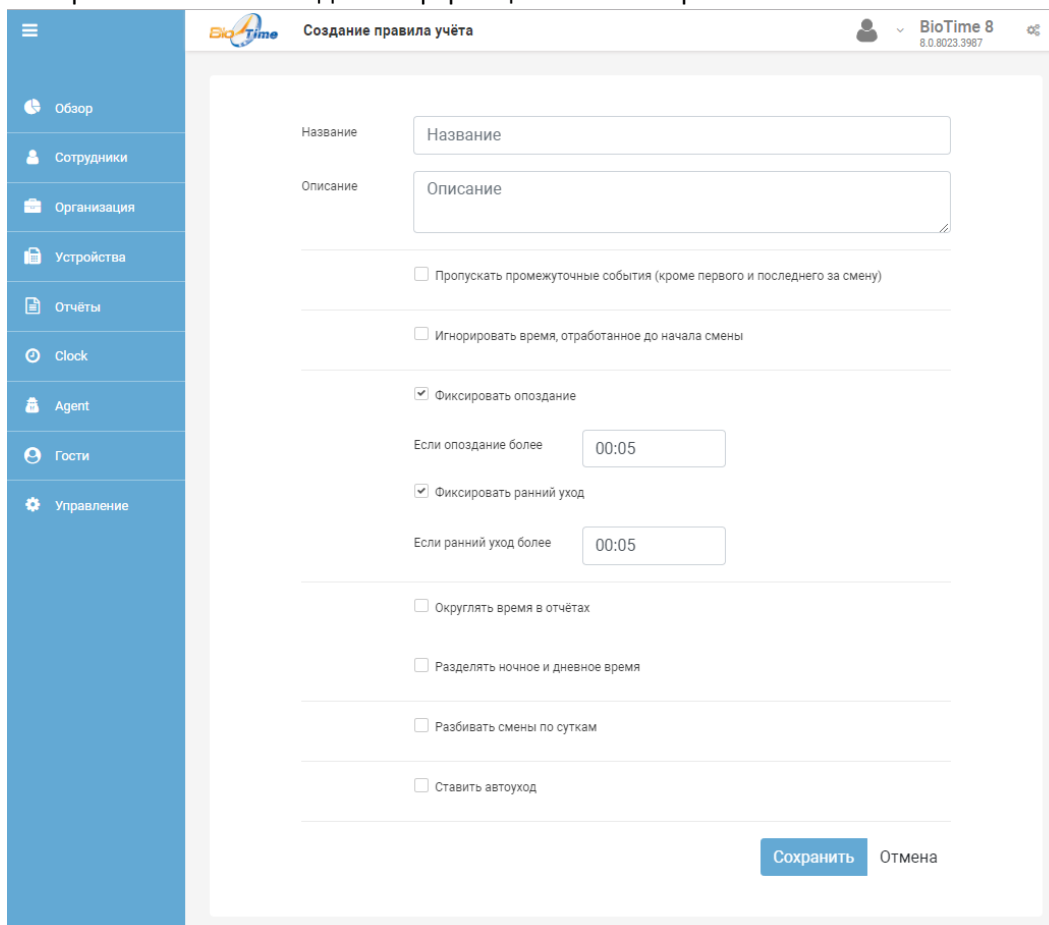 BioTime
Создание правила учёта
BioTime 8
8.0.8023.3987
Обзор
Сотрудники
Организация
Устройства
Отчёты
Clock
Agent
Гости
Управление
Название
Название
Описание
Описание
Пропускать промежуточные события (кроме первого и последнего за смену)
Игнорировать время, отработанное до начала смены
Фиксировать опоздание
Если опоздание более
00:05
Фиксировать ранний уход
Если ранний уход более
00:05
Округлять время в отчётах
Разделять ночное и дневное время
Разбивать смены по суткам
Ставить автоуход
Сохранить
Отмена